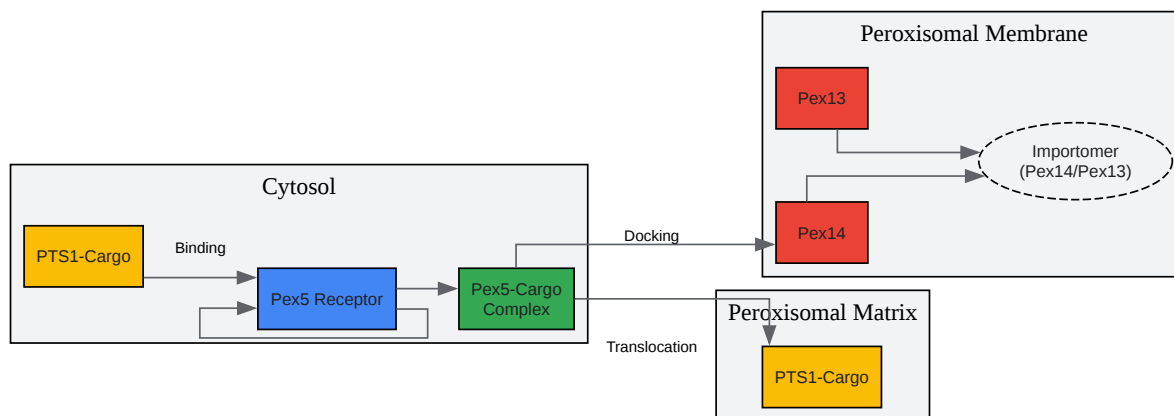 Peroxisomal Membrane
Pex13
Importomer
(Pex14/Pex13)
Cytosol
PTS1-Cargo
Binding
Docking
Pex14
Pex5 Receptor
Pex5-Cargo
Complex
Peroxisomal Matrix
Translocation
PTS1-Cargo